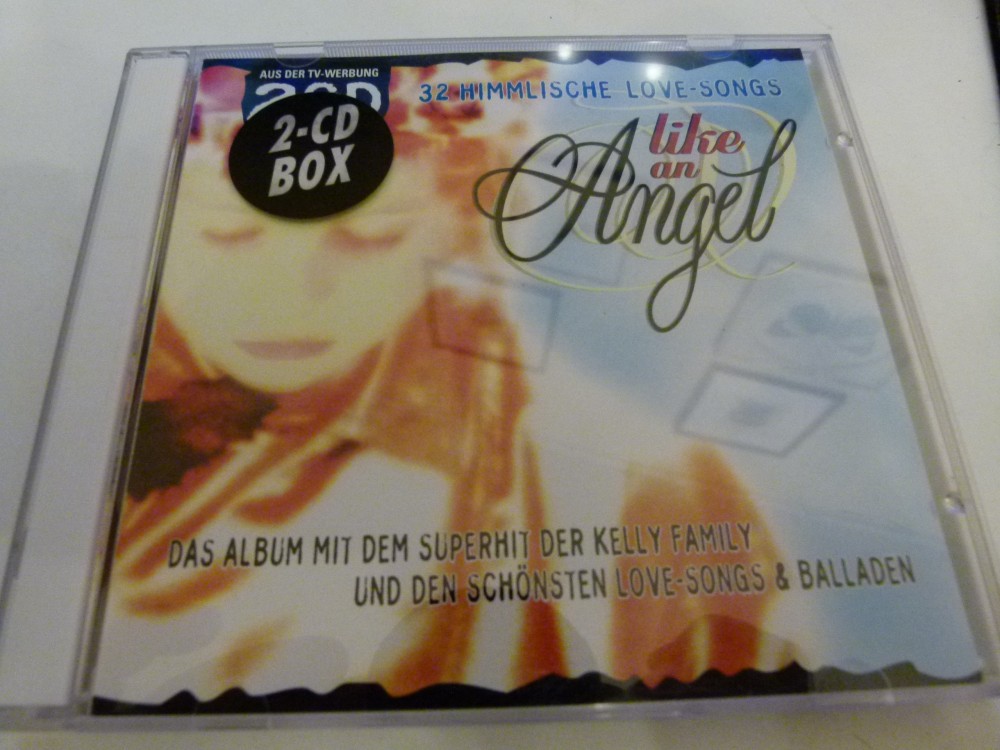 AUS DER TV-WERBUNG
2CD
2-CD
BOX
32 HIMMLISCHE LOVE-SONGS
like
an
Angel
DAS ALBUM MIT DEM SUPERHIT DER KELLY FAMILY
UND DEN SCHÖNSTEN LOVE-SONGS & BALLADEN